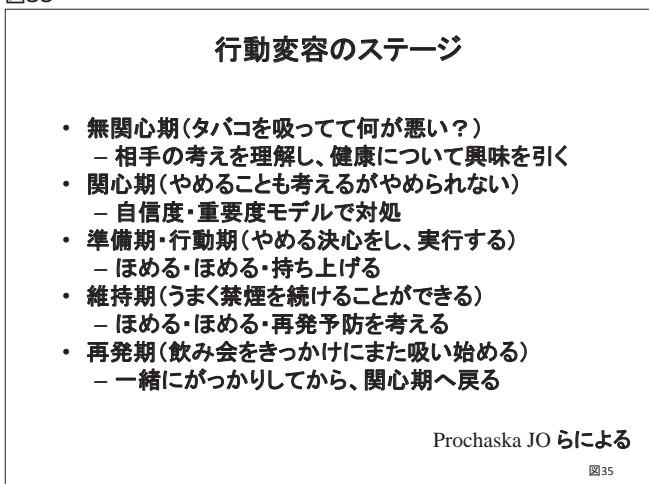 行動変容のステージ
• 無関心期(タバコを吸ってて何が悪い?)
– 相手の考えを理解し、健康について興味を引く
• 関心期(やめることも考えるがやめられない)
– 自信度・重要度モデルで対処
• 準備期・行動期(やめる決心をし、実行する)
– ほめる・ほめる・持ち上げる
• 維持期(うまく禁煙を続けることができる)
– ほめる・ほめる・再発予防を考える
• 再発期(飲み会をきっかけにまた吸い始める)
– 一緒にがっかりしてから、関心期へ戻る
Prochaska JO らによる
図35